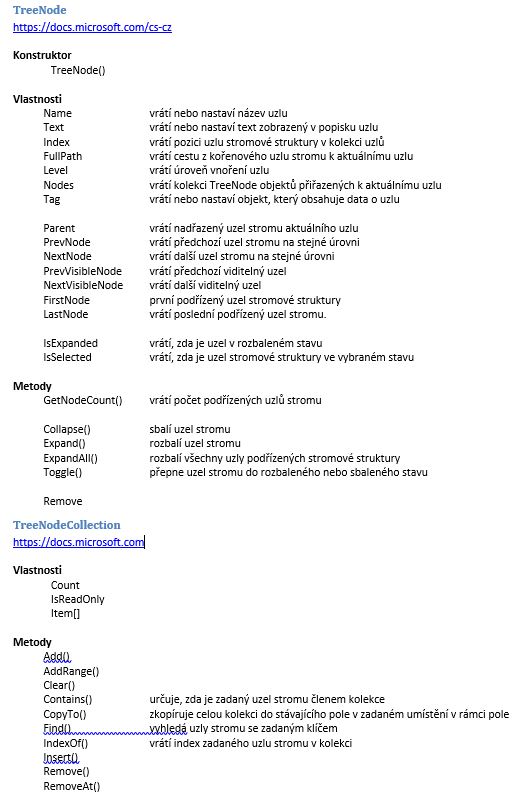 TreeNode
https://docs.microsoft.com/cs-cz
Konstruktor
TreeNode()
Vlastnosti
Name vrátí nebo nastaví název uzlu
Text vrátí nebo nastaví text zobrazený v popisku uzlu
Index vrátí pozici uzlu stromové struktury v kolekci uzlů
FullPath vrátí cestu z kořenového uzlu stromu k aktuálnímu uzlu
Level vrátí úroveň vnoření uzlu
Nodes vrátí kolekci TreeNode objektů přiřazených k aktuálnímu uzlu
Tag vrátí nebo nastaví objekt, který obsahuje data o uzlu
Parent vrátí nadřazený uzel stromu aktuálního uzlu
PrevNode vrátí předchozí uzel stromu na stejné úrovni
NextNode vrátí další uzel stromu na stejné úrovni
PrevVisibleNode vrátí předchozí viditelný uzel
NextVisibleNode vrátí další viditelný uzel
FirstNode první podřízený uzel stromové struktury
LastNode vrátí poslední podřízený uzel stromu.
IsExpanded vrátí, zda je uzel v rozbaleném stavu
IsSelected vrátí, zda je uzel stromové struktury ve vybraném stavu
Metody
GetNodeCount() vrátí počet podřízených uzlů stromu
Collapse() sbalí uzel stromu
Expand() rozbalí uzel stromu
ExpandAll() rozbalí všechny uzly podřízených stromové struktury
Toggle() přepne uzel stromu do rozbaleného nebo sbaleného stavu
Remove
TreeNodeCollection
https://docs.microsoft.com
Vlastnosti
Count
IsReadOnly
Item[]
Metody
Add()
AddRange()
Clear()
Contains() určuje, zda je zadaný uzel stromu členem kolekce
CopyTo() zkopíruje celou kolekci do stávajícího pole v zadaném umístění v rámci pole
Find() vyhledá uzly stromu se zadaným klíčem
IndexOf() vrátí index zadaného uzlu stromu v kolekci
Insert()
Remove()
RemoveAt()